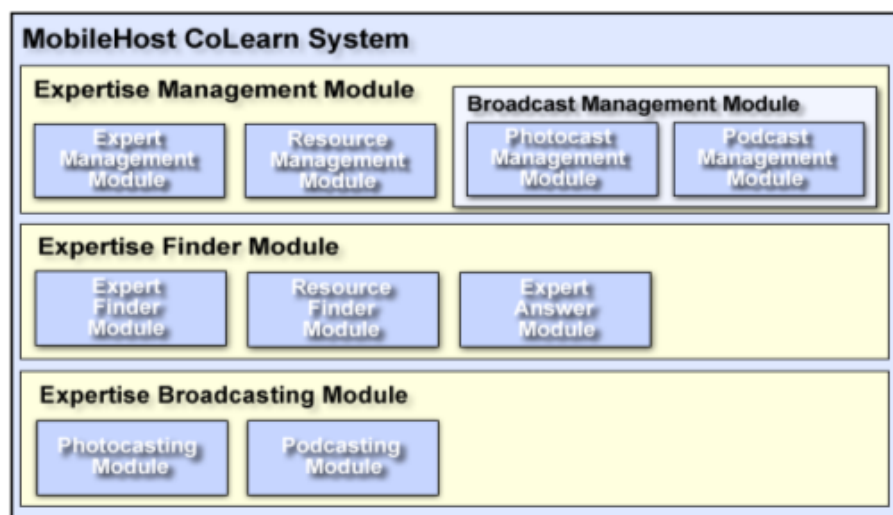 MobileHost CoLearn System
Expertise Management Module
Expert
Management
Module
Resource
Management
Module
Broadcast Management Module
Photocast
Management
Module
Podcast
Management
Module
Expertise Finder Module
Expert
Finder
Module
Resource
Finder
Module
Expert
Answer
Module
Expertise Broadcasting Module
Photocasting
Module
Podcasting
Module